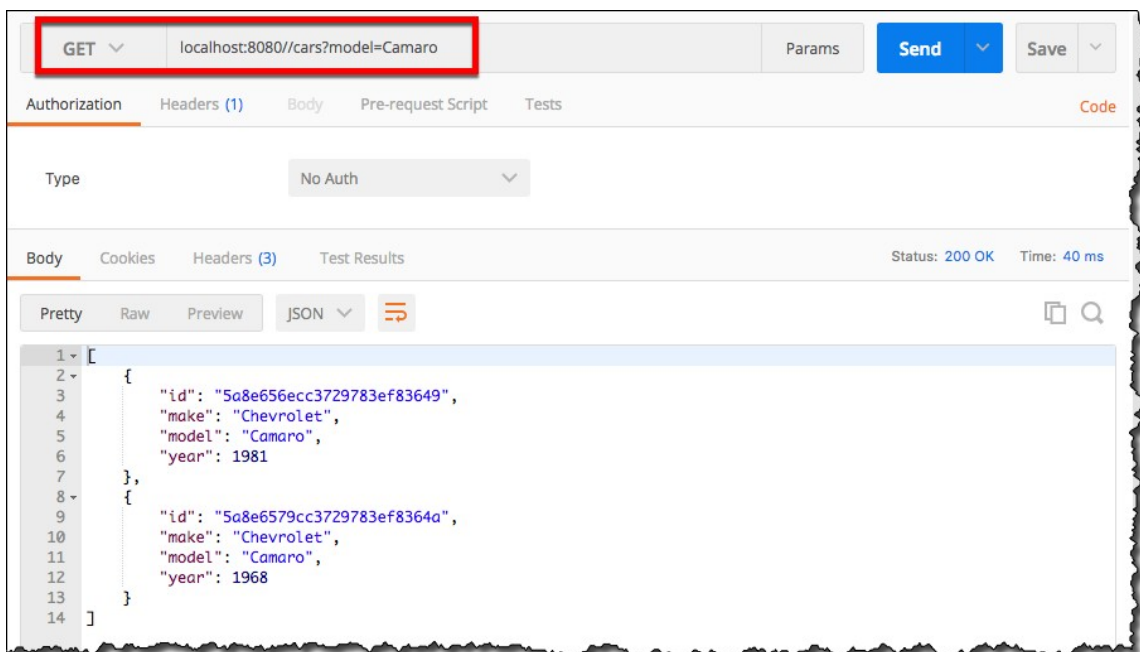 GET localhost:8080//cars?model=Camaro Params Send Save
Authorization Headers (1) Body Pre-request Script Tests Code
Type No Auth
Body Cookies Headers (3) Test Results Status: 200 OK Time: 40 ms
Pretty Raw Preview JSON
1 [
2 {
3 "id": "5a8e656ecc3729783ef83649",
4 "make": "Chevrolet",
5 "model": "Camaro",
6 "year": 1981
7 },
8 {
9 "id": "5a8e6579cc3729783ef8364a",
10 "make": "Chevrolet",
11 "model": "Camaro",
12 "year": 1968
13 }
14 ]